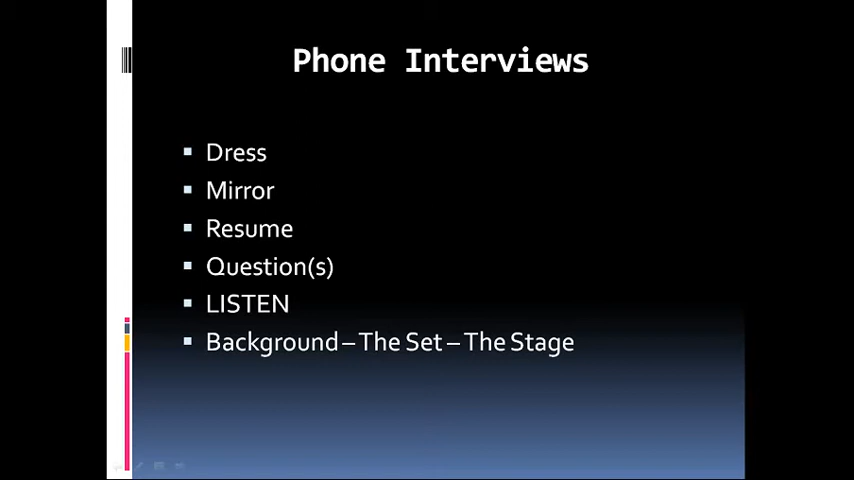 Phone Interviews
Dress
Mirror
Resume
Question(s)
LISTEN
Background – The Set – The Stage